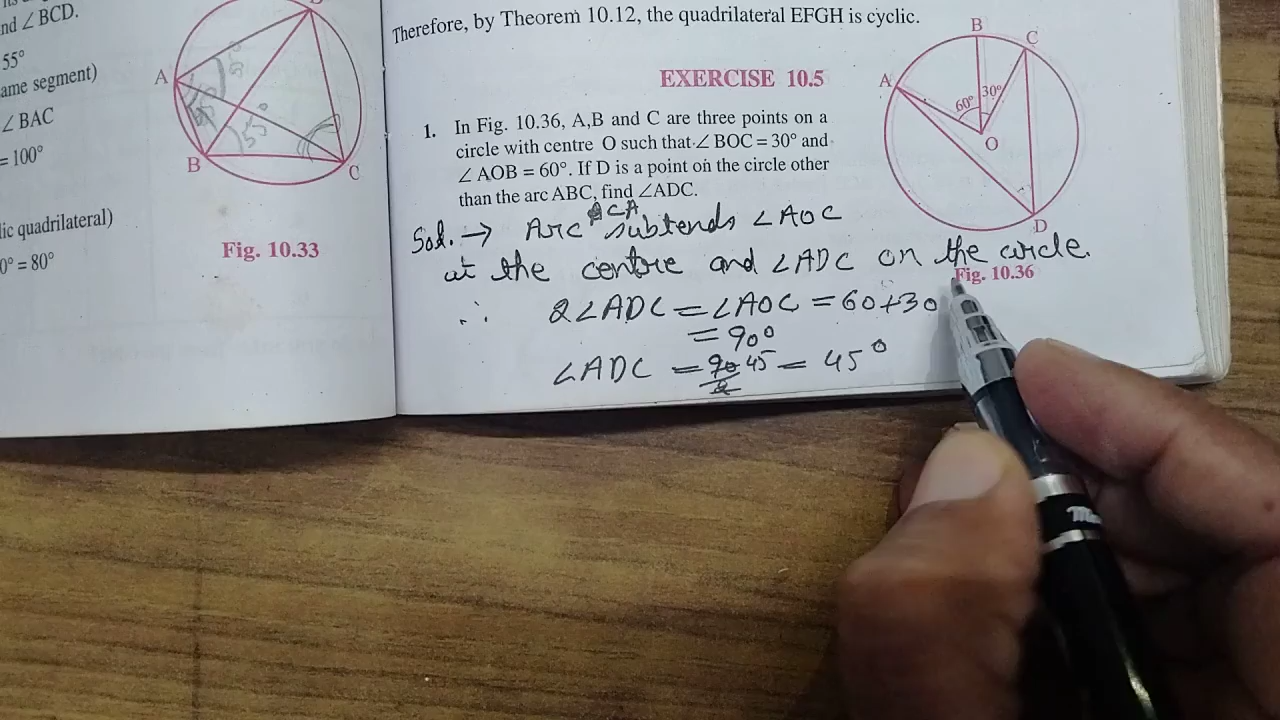 nd ∠ BCD.
55°
ame segment)
∠ BAC
= 100°
lic quadrilateral)
0° = 80°
A
B
C
Fig. 10.33
Therefore, by Theorem 10.12, the quadrilateral EFGH is cyclic.
EXERCISE 10.5
1. In Fig. 10.36, A,B and C are three points on a
circle with centre O such that ∠ BOC = 30° and
∠ AOB = 60°. If D is a point on the circle other
than the arc ABC, find ∠ADC.
B
C
A
60° 30°
O
D
Fig. 10.36
Sol. → Arc CA subtends ∠AOC
at the centre and ∠ADC on the circle.
∴ 2∠ADC = ∠AOC = 60+30
= 90°
∠ADC = 90/2 45 = 45°